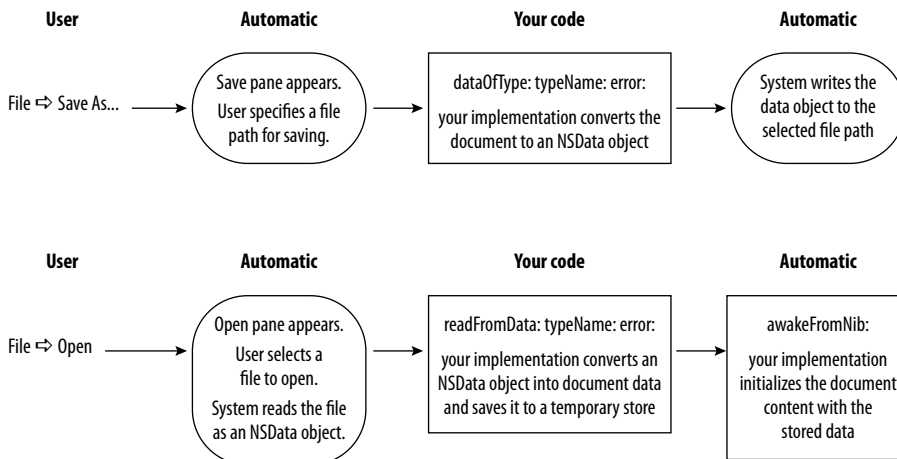 User
Automatic
Your code
Automatic
File ⇨ Save As...
Save pane appears.
User specifies a file
path for saving.
dataOfType: typeName: error:
your implementation converts the
document to an NSData object
System writes the
data object to the
selected file path
User
Automatic
Your code
Automatic
File ⇨ Open
Open pane appears.
User selects a
file to open.
System reads the file
as an NSData object.
readFromData: typeName: error:
your implementation converts an
NSData object into document data
and saves it to a temporary store
awakeFromNib:
your implementation
initializes the document
content with the
stored data